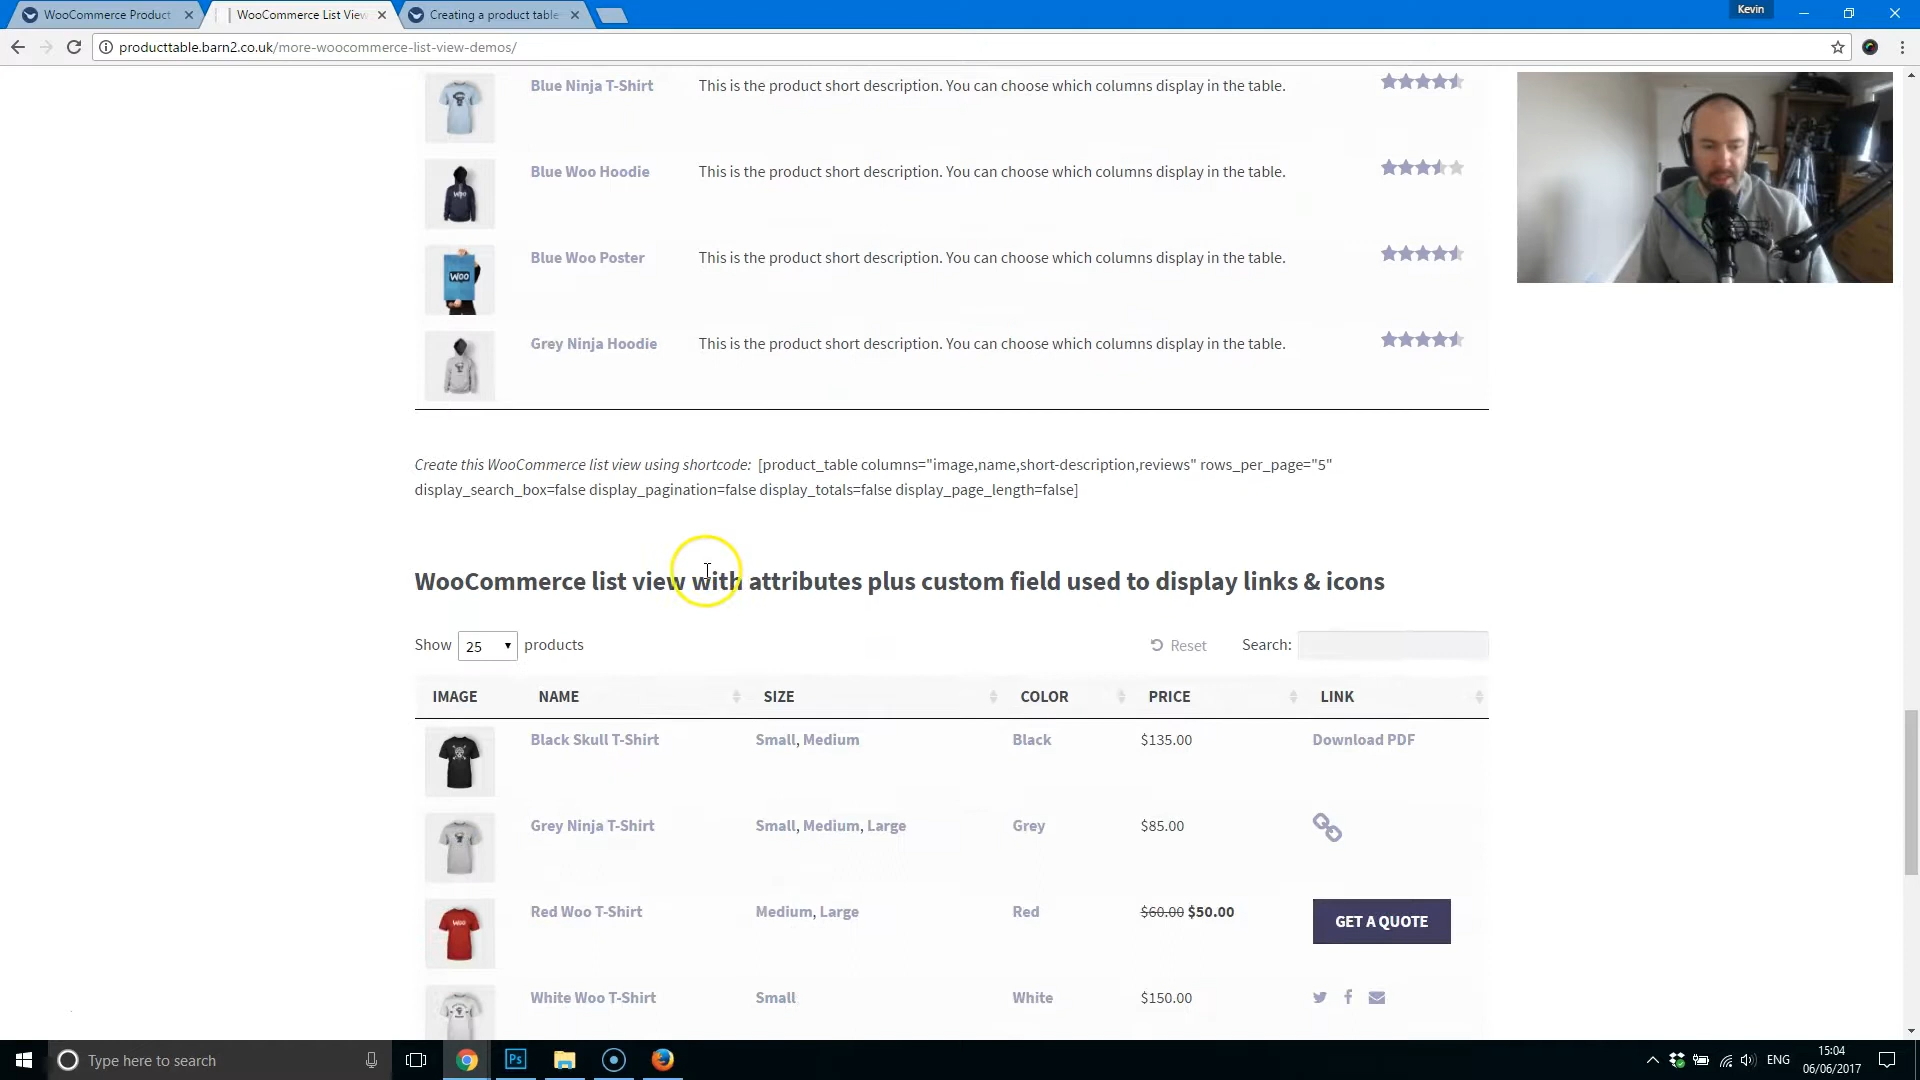 WooCommerce Product
WooCommerce List View
Creating a product table
Kevin
producttable.barn2.co.uk/more-woocommerce-list-view-demos/
Blue Ninja T-Shirt This is the product short description. You can choose which columns display in the table.
Blue Woo Hoodie This is the product short description. You can choose which columns display in the table.
Blue Woo Poster This is the product short description. You can choose which columns display in the table.
Grey Ninja Hoodie This is the product short description. You can choose which columns display in the table.
Create this WooCommerce list view using shortcode: [product_table columns="image,name,short-description,reviews" rows_per_page="5"
display_search_box=false display_pagination=false display_totals=false display_page_length=false]
WooCommerce list view with attributes plus custom field used to display links & icons
Show 25 products Reset Search:
IMAGE NAME SIZE COLOR PRICE LINK
Black Skull T-Shirt Small, Medium Black $135.00 Download PDF
Grey Ninja T-Shirt Small, Medium, Large Grey $85.00
Red Woo T-Shirt Medium, Large Red $60.00 $50.00 GET A QUOTE
White Woo T-Shirt Small White $150.00
WOO
WOO
WOO
Type here to search
Ps
ENG
15:04
06/06/2017